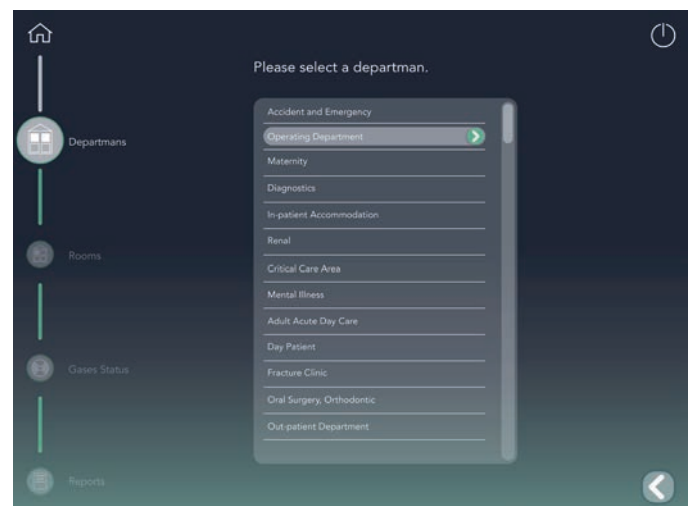 Please select a departman.
Departmans
Rooms
Gases Status
Reports
Accident and Emergency
Operating Department
Maternity
Diagnostics
In-patient Accommodation
Renal
Critical Care Area
Mental Illness
Adult Acute Day Care
Day Patient
Fracture Clinic
Oral Surgery, Orthodontic
Out-patient Department